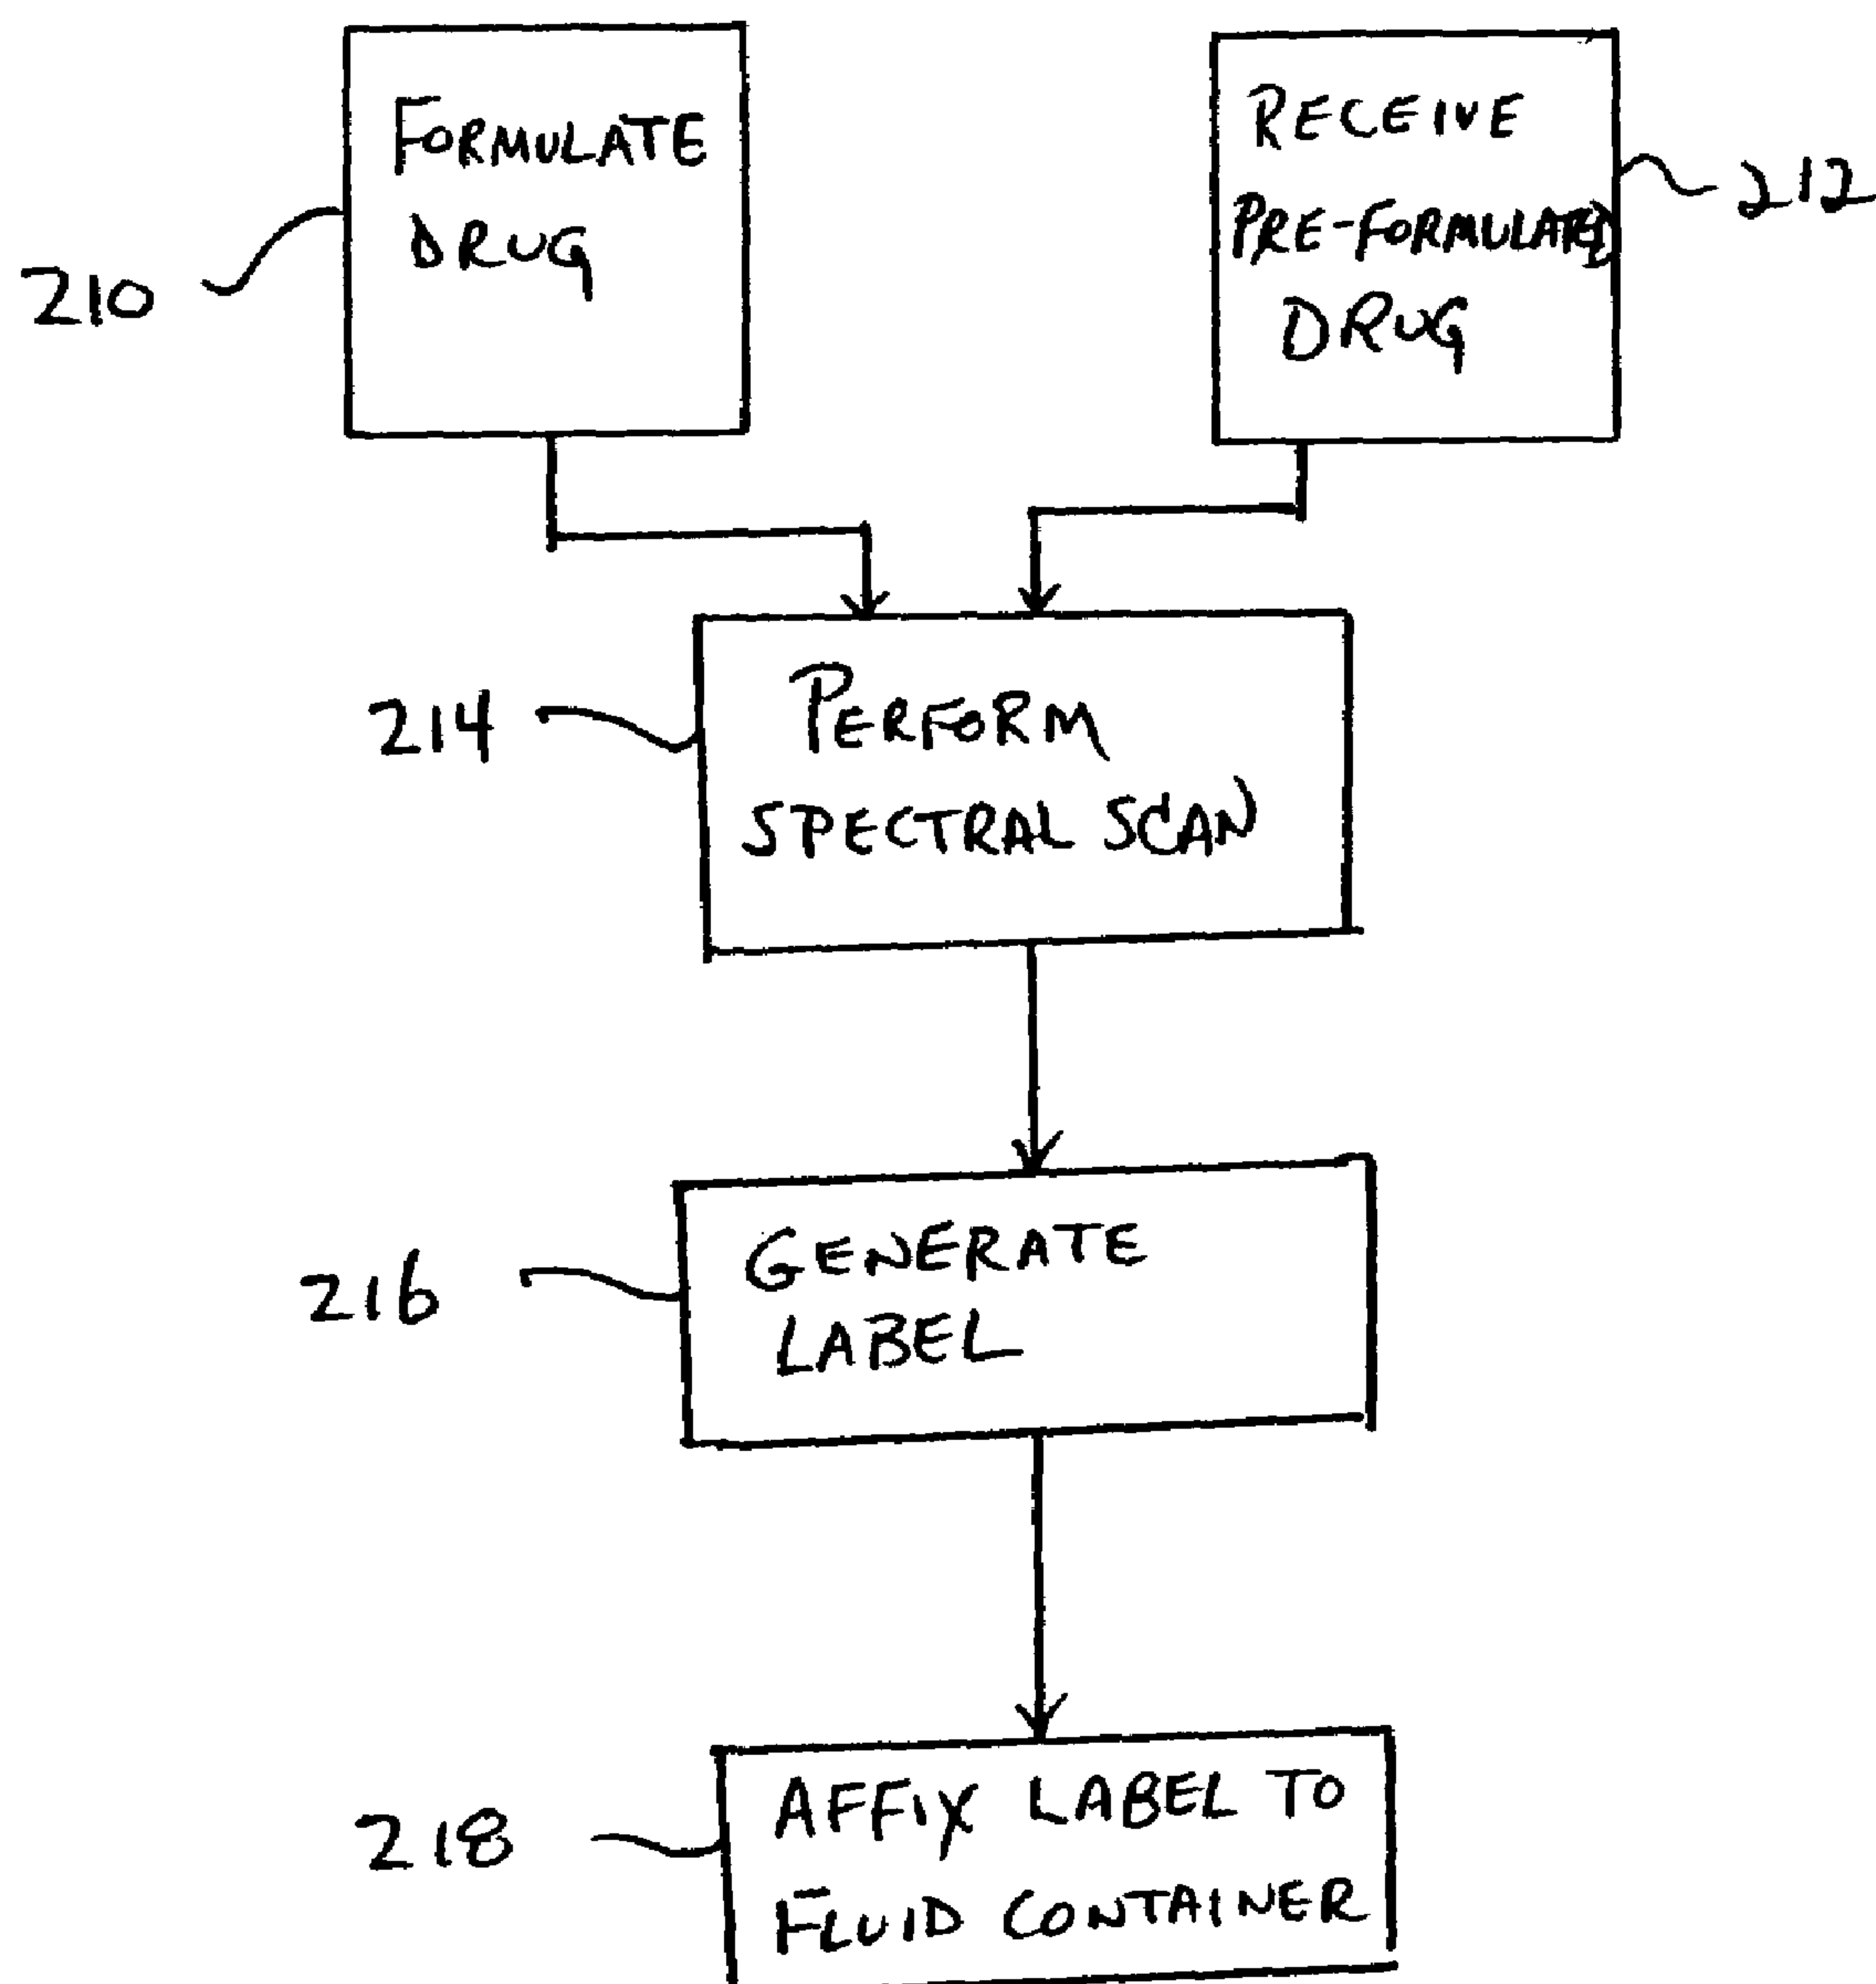 FORMULATE
DRUG
210
RECEIVE
PRE-FORMULATED
DRUG
212
214
PERFORM
SPECTRAL SCAN
216
GENERATE
LABEL
218
AFFIX LABEL TO
FLUID CONTAINER